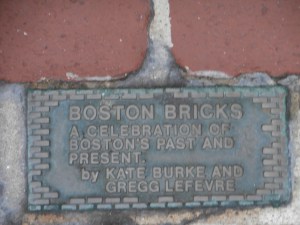 BOSTON BRICKS
A CELEBRATION OF
BOSTON'S PAST AND
PRESENT.
by KATE BURKE AND
GREGG LEFEVRE